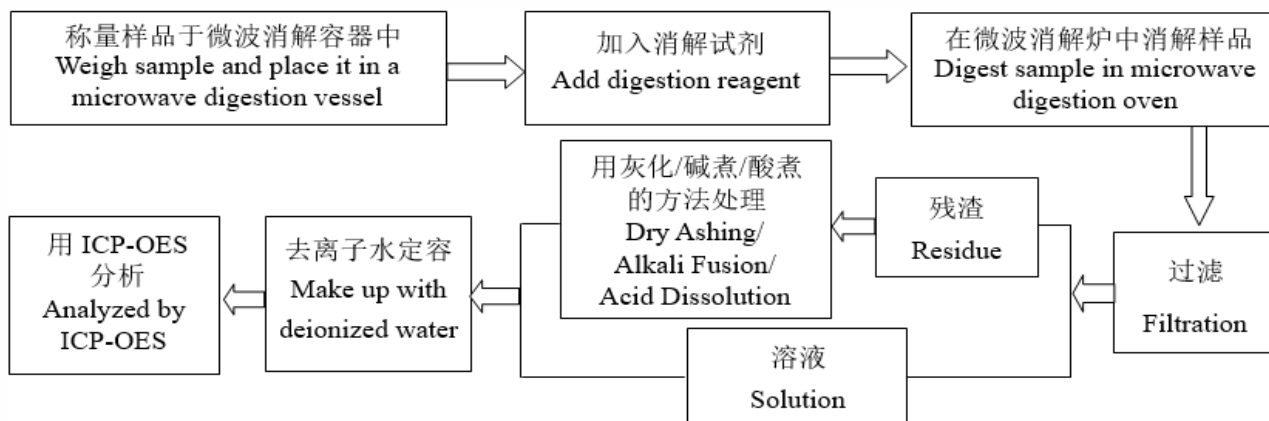 称量样品于微波消解容器中
Weigh sample and place it in a
microwave digestion vessel
加入消解试剂
Add digestion reagent
在微波消解炉中消解样品
Digest sample in microwave
digestion oven
过滤
Filtration
残渣
Residue
用灰化/碱煮/酸煮
的方法处理
Dry Ashing/
Alkali Fusion/
Acid Dissolution
溶液
Solution
去离子水定容
Make up with
deionized water
用 ICP-OES
分析
Analyzed by
ICP-OES